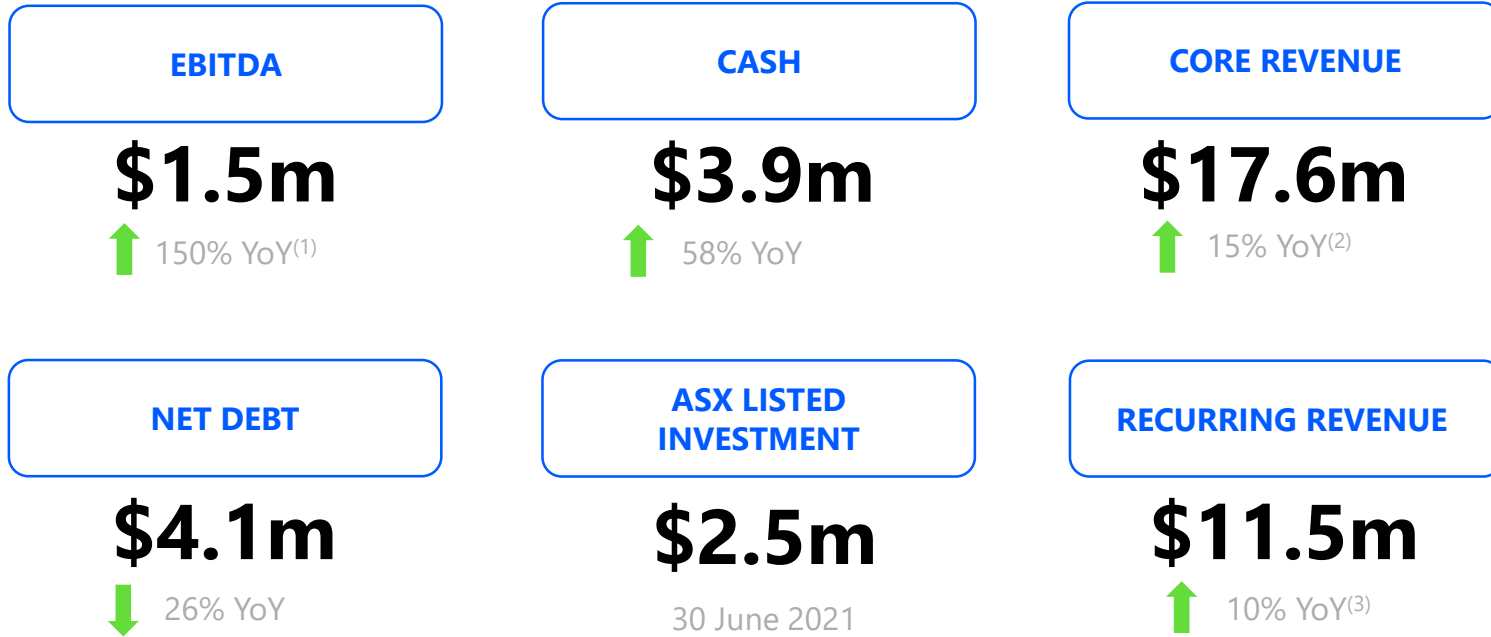 EBITDA
$1.5m
150% YoY(1)
CASH
$3.9m
58% YoY
CORE REVENUE
$17.6m
15% YoY(2)
NET DEBT
$4.1m
26% YoY
ASX LISTED
INVESTMENT
$2.5m
30 June 2021
RECURRING REVENUE
$11.5m
10% YoY(3)